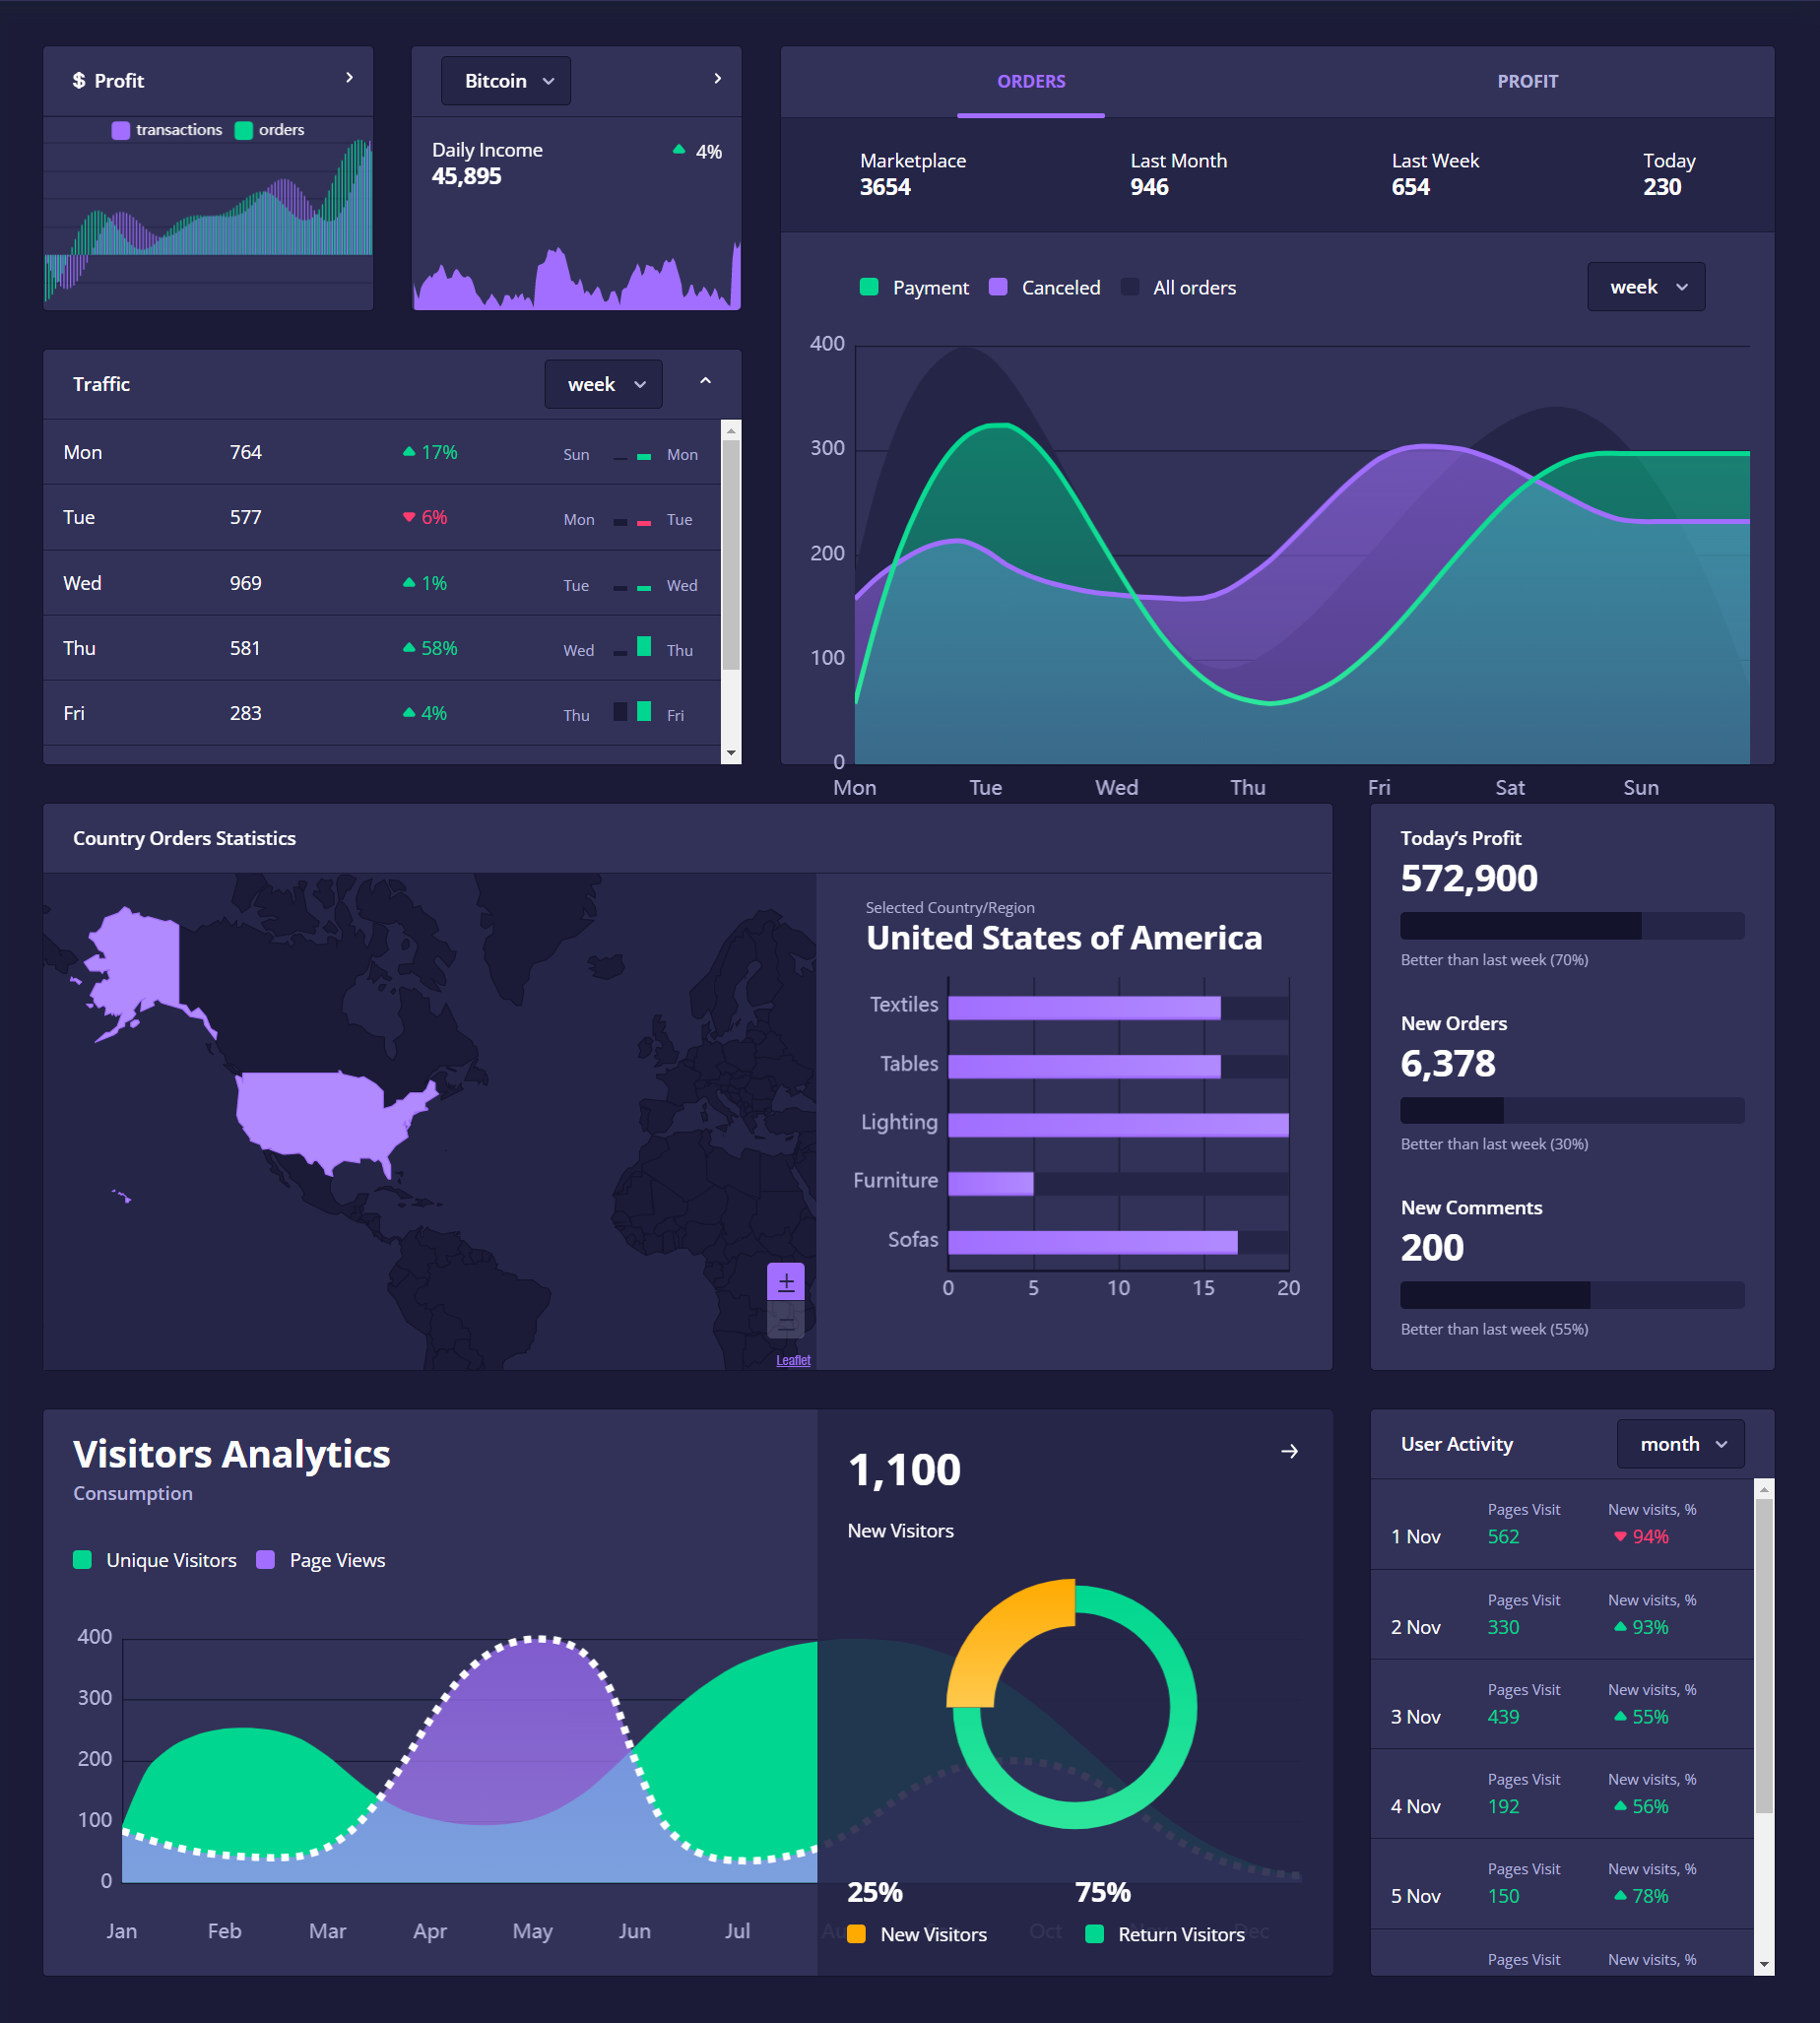 $ Profit
transactions orders
Bitcoin
Daily Income 4%
45,895
ORDERS PROFIT
Marketplace Last Month Last Week Today
3654 946 654 230
Payment Canceled All orders week
400
300
200
100
0
Mon Tue Wed Thu Fri Sat Sun
Traffic week
Mon 764 17% Sun Mon
Tue 577 6% Mon Tue
Wed 969 1% Tue Wed
Thu 581 58% Wed Thu
Fri 283 4% Thu Fri
Country Orders Statistics
Leaflet
Selected Country/Region
United States of America
Textiles
Tables
Lighting
Furniture
Sofas
0 5 10 15 20
Today's Profit
572,900
Better than last week (70%)
New Orders
6,378
Better than last week (30%)
New Comments
200
Better than last week (55%)
Visitors Analytics
Consumption
Unique Visitors Page Views
400
300
200
100
0
Jan Feb Mar Apr May Jun Jul Oct
1,100
New Visitors
25% 75%
New Visitors Return Visitors
User Activity month
Pages Visit New visits, %
1 Nov 562 94%
Pages Visit New visits, %
2 Nov 330 93%
Pages Visit New visits, %
3 Nov 439 55%
Pages Visit New visits, %
4 Nov 192 56%
Pages Visit New visits, %
5 Nov 150 78%
Pages Visit New visits, %